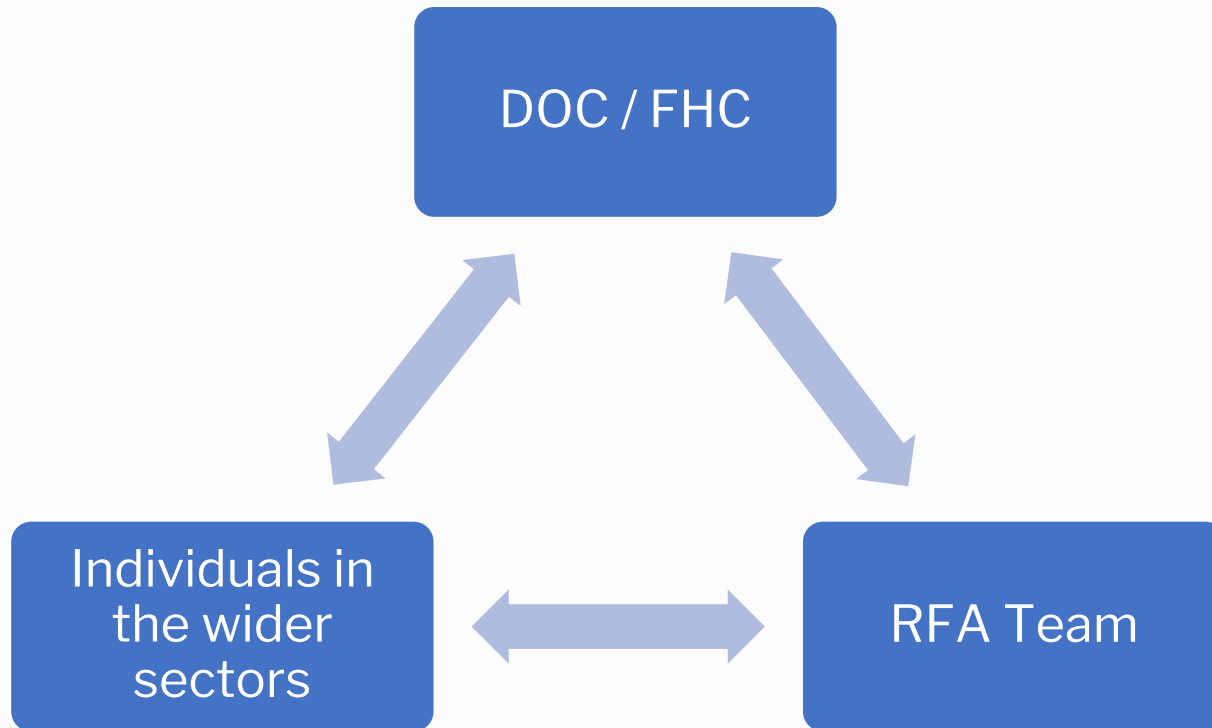 DOC / FHC
Individuals in
the wider
sectors
RFA Team